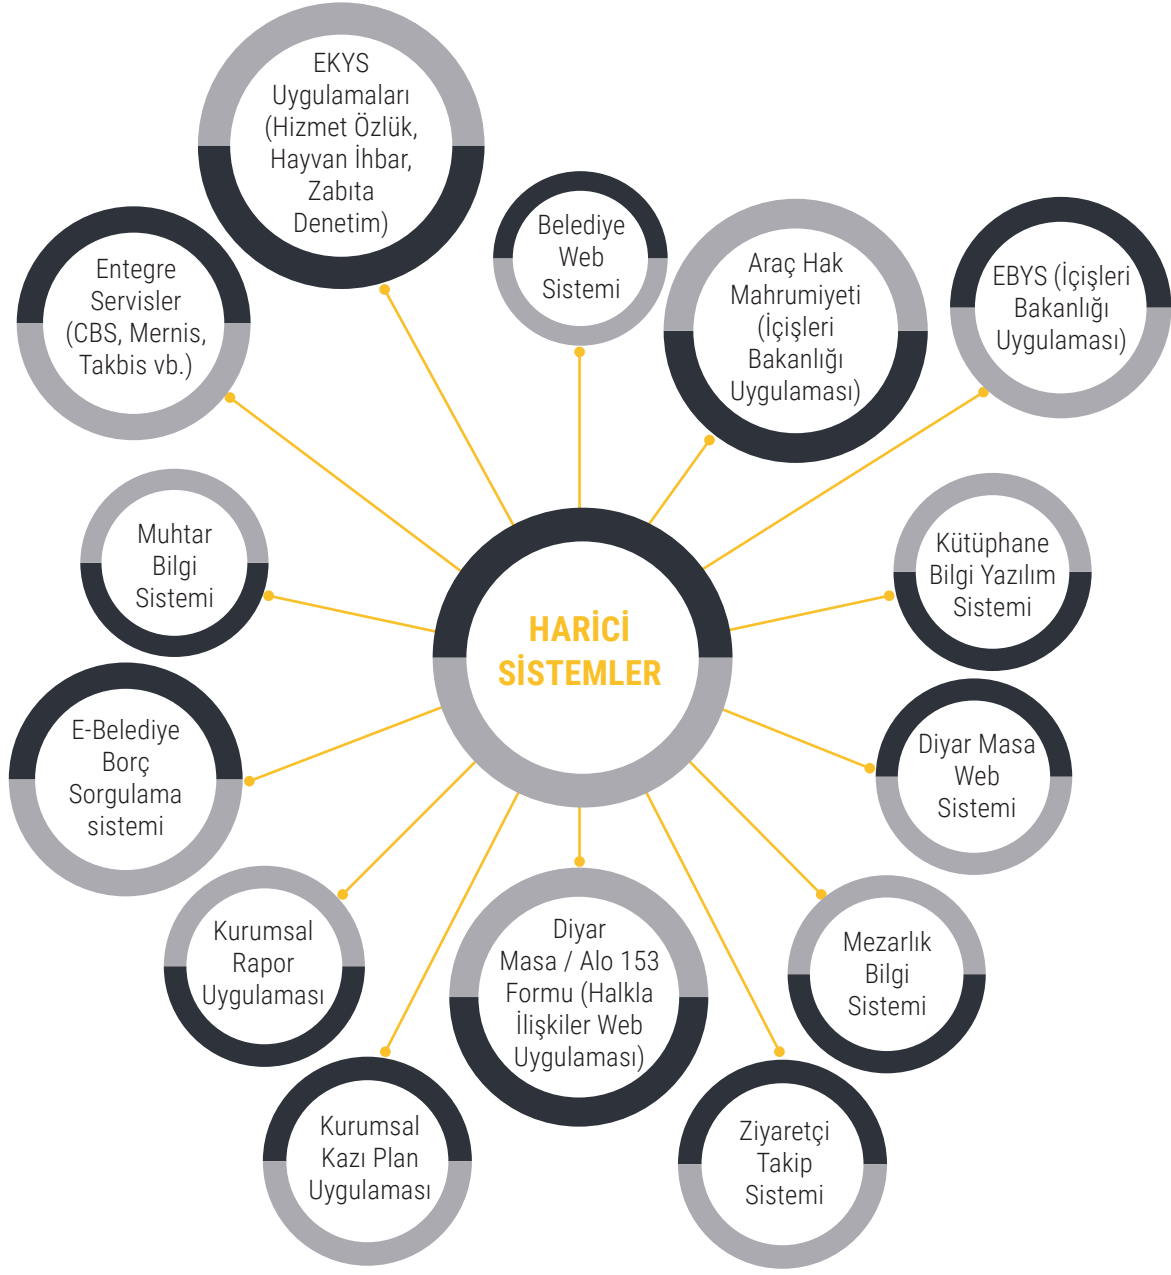 EKYS
Uygulamaları
(Hizmet Özlük,
Hayvan İhbar,
Zabıta
Denetim)
Belediye
Web
Sistemi
Araç Hak
Mahrumiyeti
(İçişleri
Bakanlığı
Uygulaması)
EBYS (İçişleri
Bakanlığı
Uygulaması)
Entegre
Servisler
(CBS, Mernis,
Takbis vb.)
Muhtar
Bilgi
Sistemi
Kütüphane
Bilgi Yazılım
Sistemi
HARİCİ
SİSTEMLER
E-Belediye
Borç
Sorgulama
sistemi
Diyar Masa
Web
Sistemi
Kurumsal
Rapor
Uygulaması
Diyar
Masa / Alo 153
Formu (Halkla
İlişkiler Web
Uygulaması)
Mezarlık
Bilgi
Sistemi
Kurumsal
Kazı Plan
Uygulaması
Ziyaretçi
Takip
Sistemi